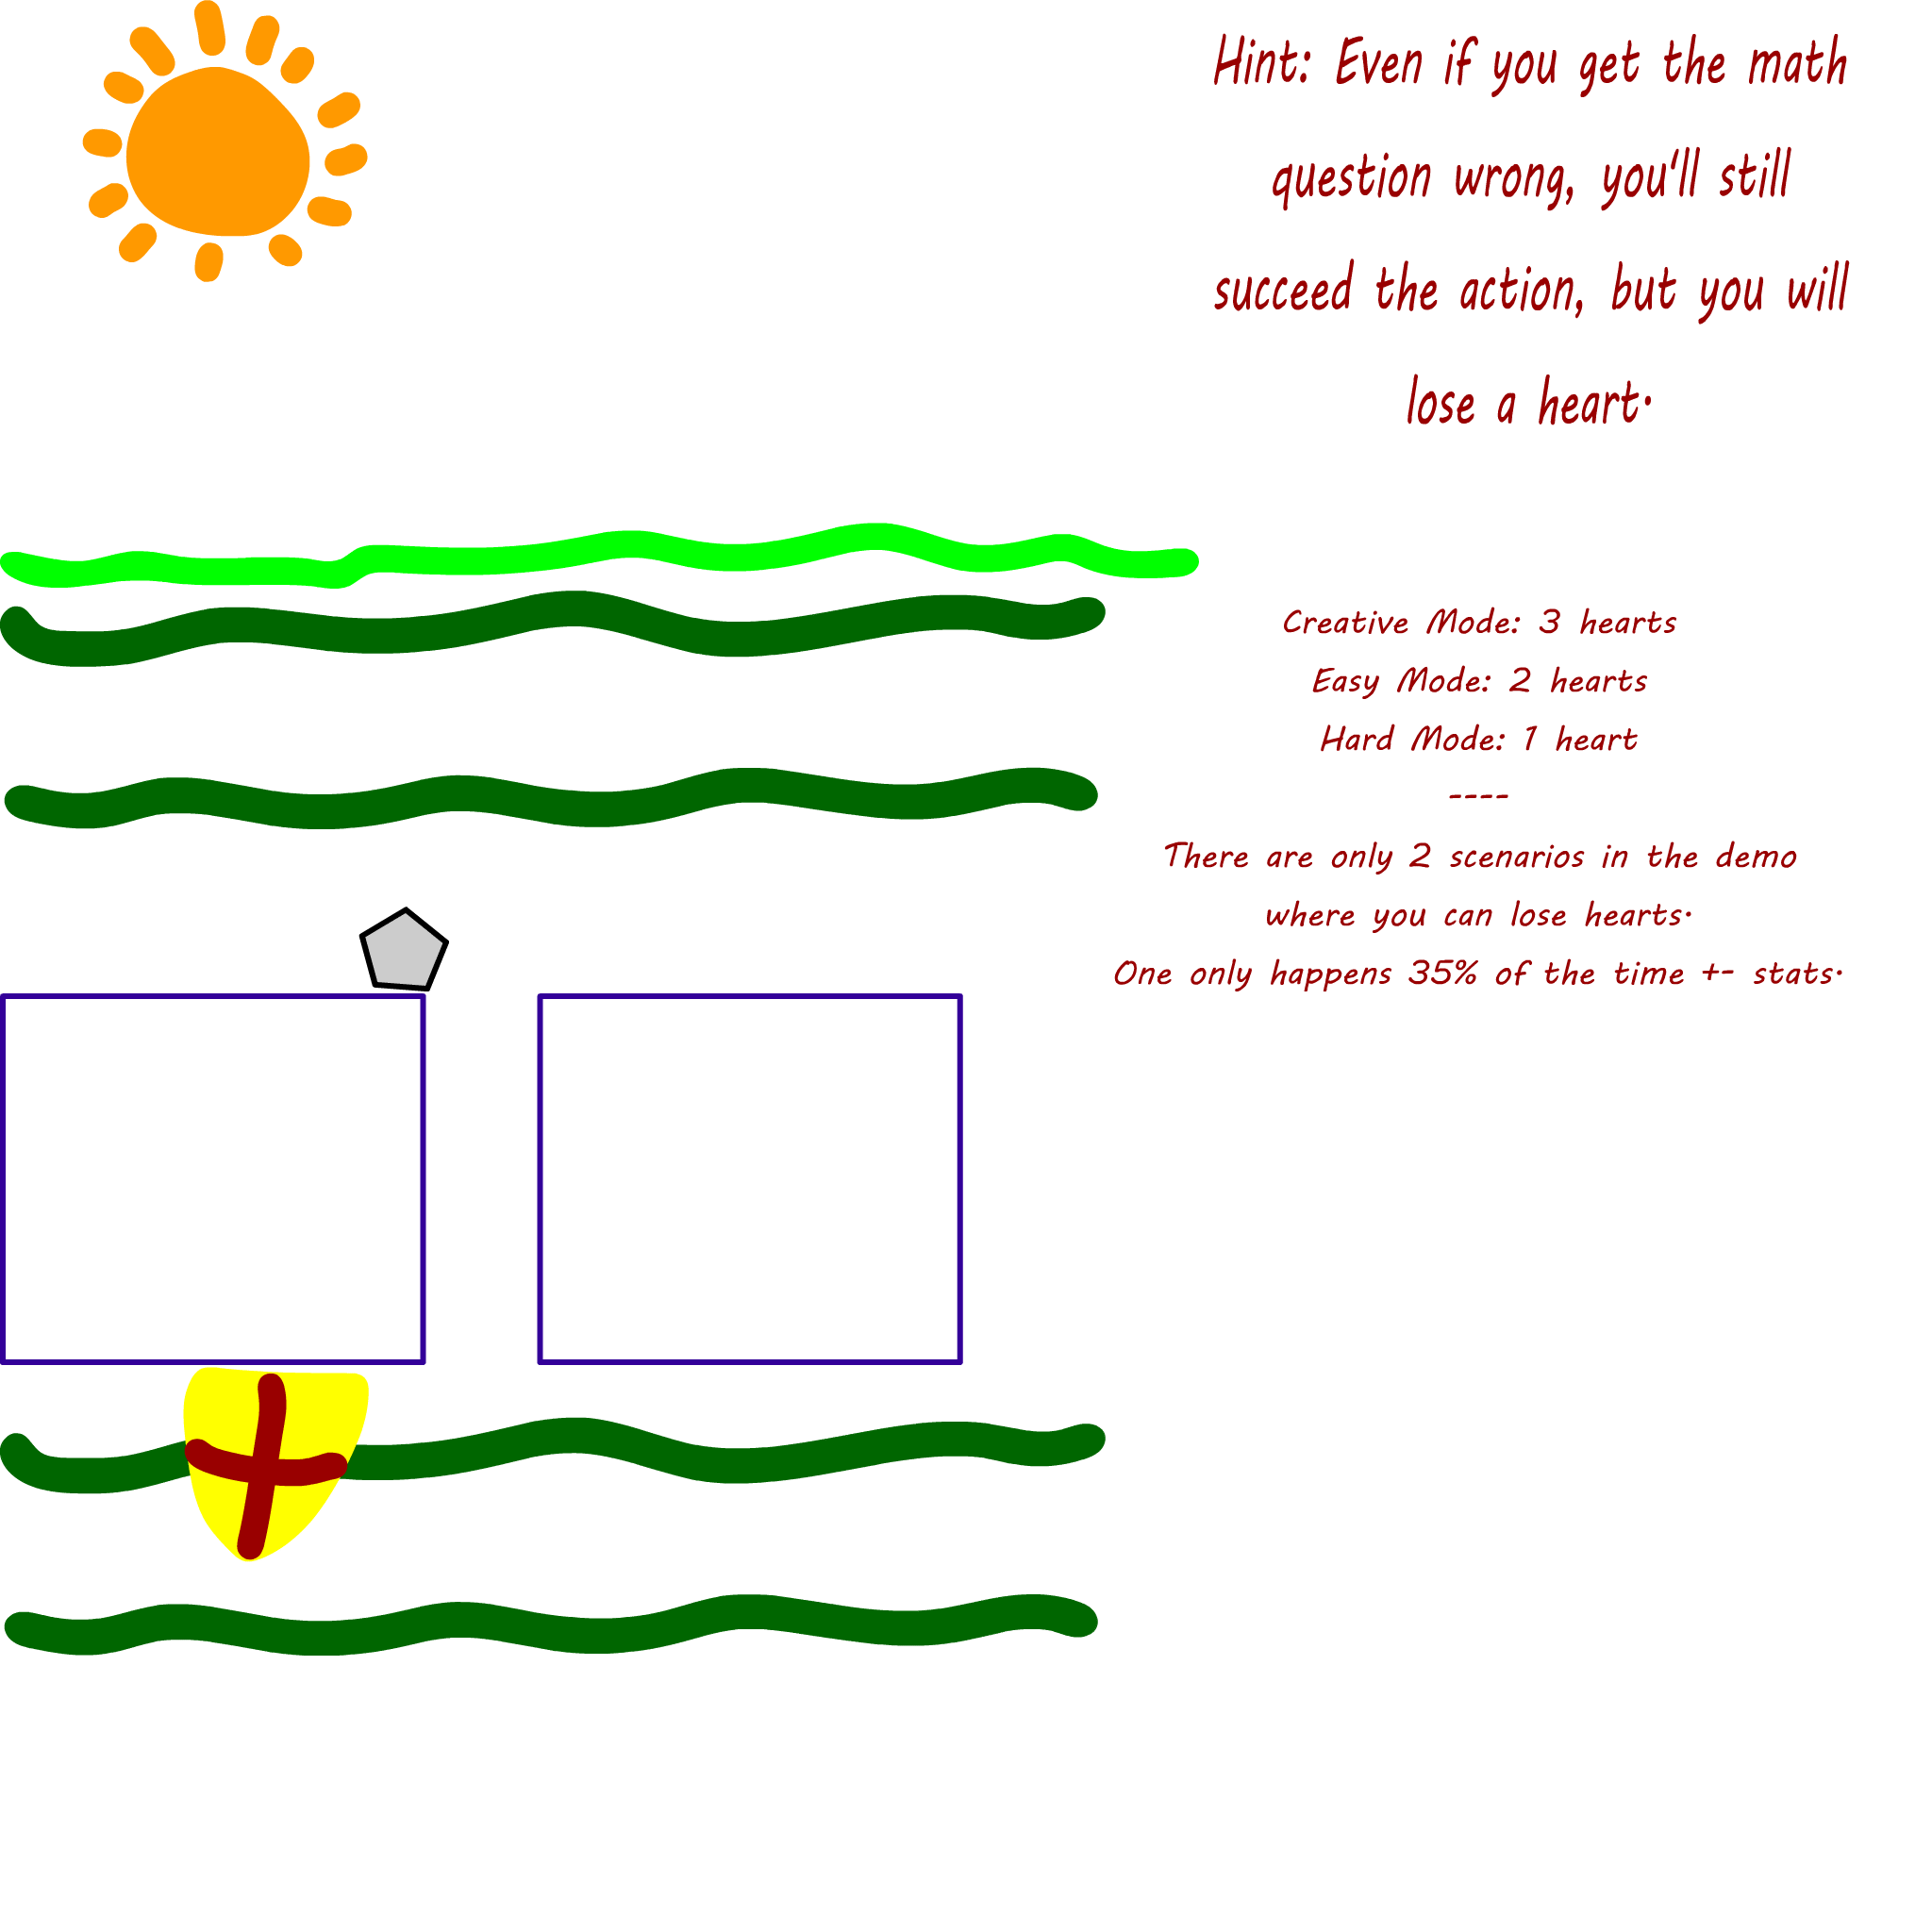 Hint: Even if you get the math
question wrong, you'll still
succeed the action, but you will
lose a heart.
Creative Mode: 3 hearts
Easy Mode: 2 hearts
Hard Mode: 1 heart
----
There are only 2 scenarios in the demo
where you can lose hearts.
One only happens 35% of the time +- stats.